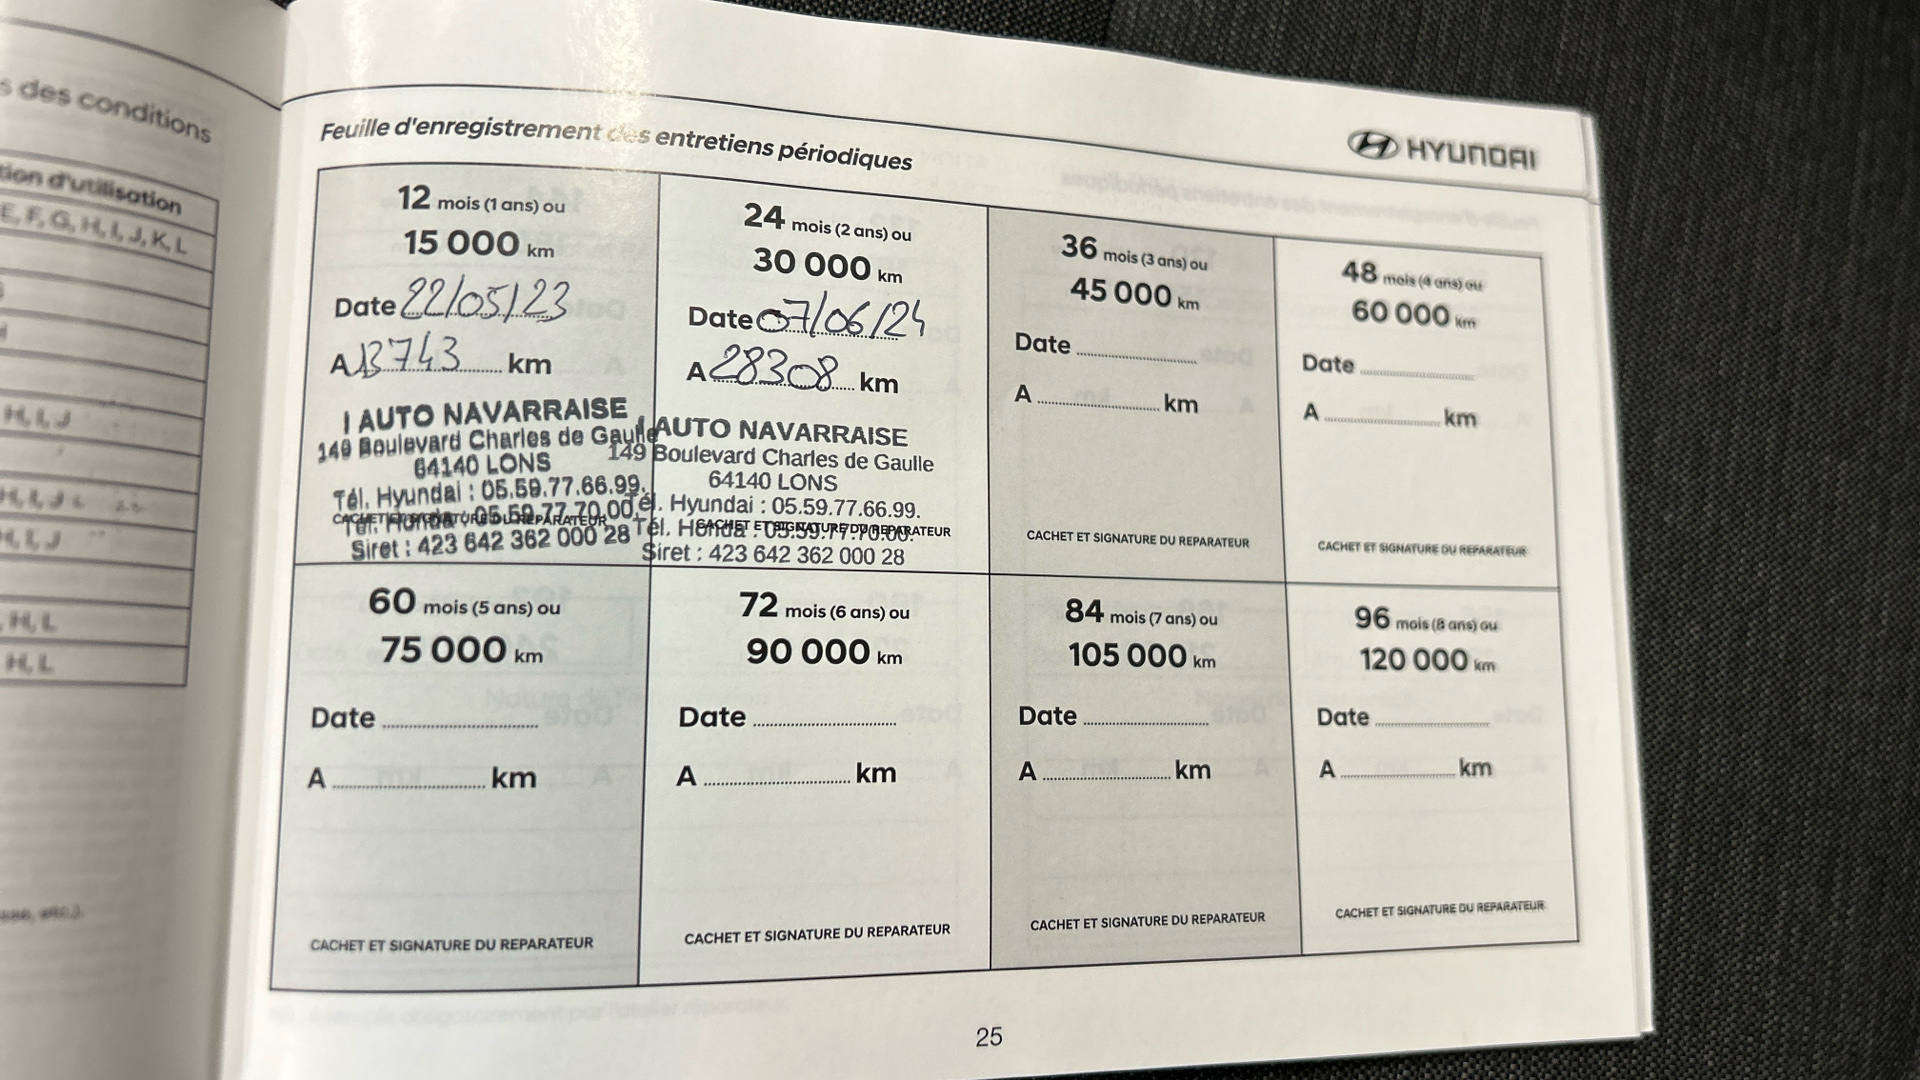 s des conditions
tion d'utilisation
E, F, G, H, I, J, K, L
H, I, J
H, I, J
H, I, J
H, L
H, L
Feuille d'enregistrement des entretiens périodiques
HYUNDAI
12 mois (1 ans) ou
15 000 km
Date 22/05/23
A 13743 km
AUTO NAVARRAISE
149 Boulevard Charles de Gaulle
64140 LONS
Tél. Hyundai : 05.59.77.66.99.
Tél. Honda : 05.59.77.70.00.
CACHET ET SIGNATURE DU REPARATEUR
Siret : 423 642 362 000 28
24 mois (2 ans) ou
30 000 km
Date 07/06/24
A 28308 km
AUTO NAVARRAISE
149 Boulevard Charles de Gaulle
64140 LONS
Tél. Hyundai : 05.59.77.66.99.
Tél. Honda : 05.59.77.70.00.
CACHET ET SIGNATURE DU REPARATEUR
Siret : 423 642 362 000 28
36 mois (3 ans) ou
45 000 km
Date
A km
CACHET ET SIGNATURE DU REPARATEUR
48 mois (4 ans) ou
60 000 km
Date
A km
CACHET ET SIGNATURE DU REPARATEUR
60 mois (5 ans) ou
75 000 km
Date
A km
CACHET ET SIGNATURE DU REPARATEUR
72 mois (6 ans) ou
90 000 km
Date
A km
CACHET ET SIGNATURE DU REPARATEUR
84 mois (7 ans) ou
105 000 km
Date
A km
CACHET ET SIGNATURE DU REPARATEUR
96 mois (8 ans) ou
120 000 km
Date
A km
CACHET ET SIGNATURE DU REPARATEUR
25